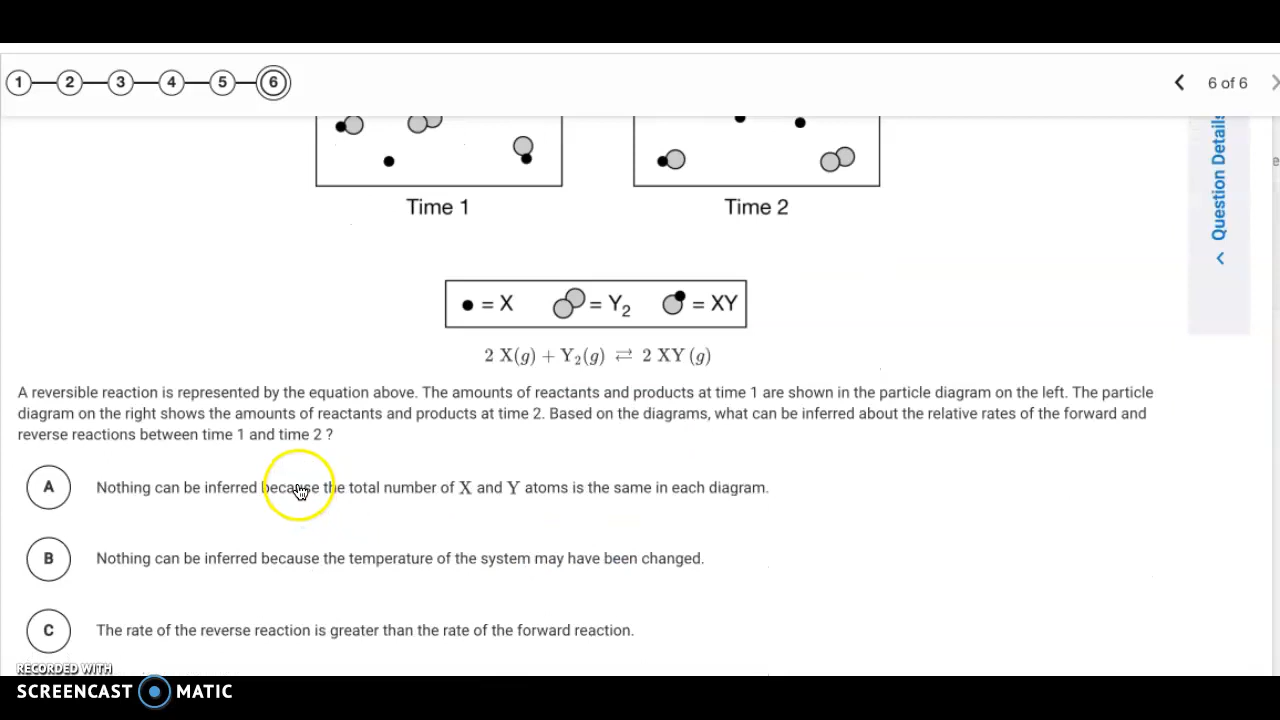 1 2 3 4 5 6 6 of 6
Question Details
Time 1 Time 2
= X = Y₂ = XY
2 X(g) + Y₂(g) ⇄ 2 XY (g)
A reversible reaction is represented by the equation above. The amounts of reactants and products at time 1 are shown in the particle diagram on the left. The particle
diagram on the right shows the amounts of reactants and products at time 2. Based on the diagrams, what can be inferred about the relative rates of the forward and
reverse reactions between time 1 and time 2 ?
A Nothing can be inferred because the total number of X and Y atoms is the same in each diagram.
B Nothing can be inferred because the temperature of the system may have been changed.
C The rate of the reverse reaction is greater than the rate of the forward reaction.
RECORDED WITH
SCREENCAST MATIC